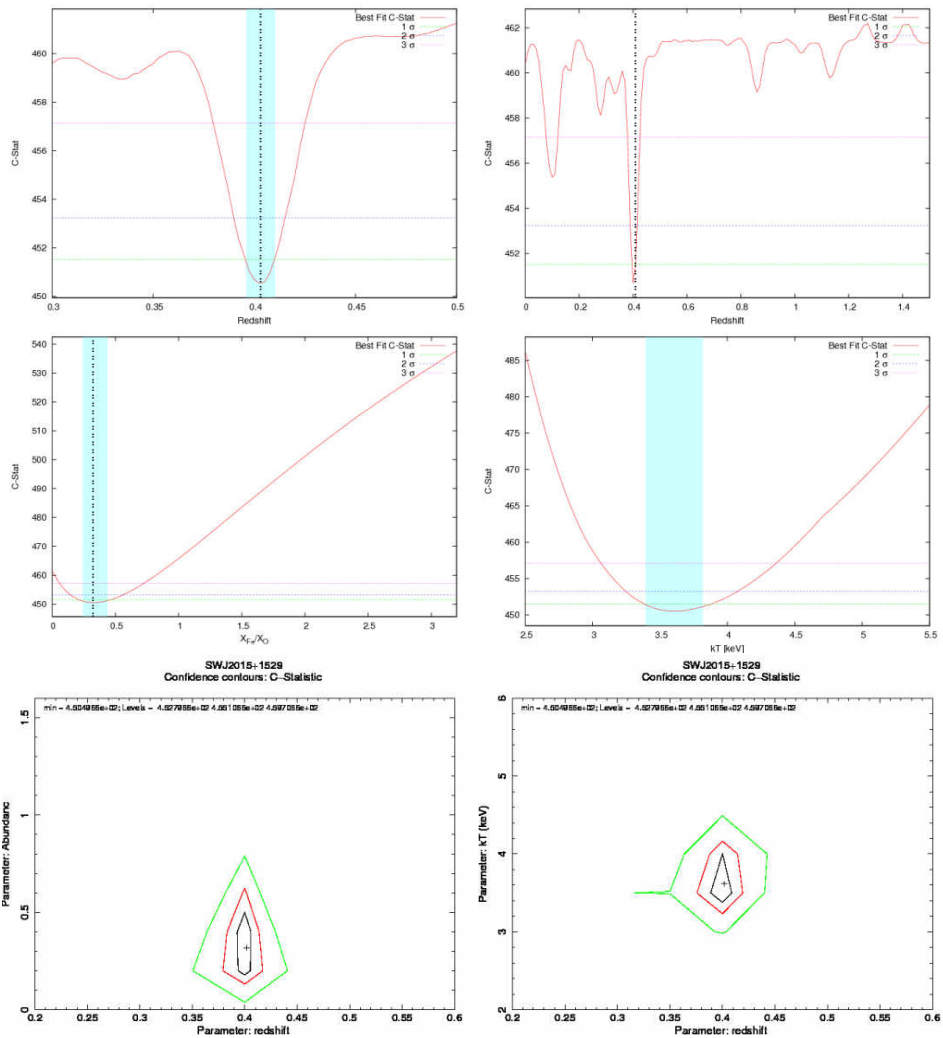 Best Fit C-Stat
1 σ
2 σ
3 σ
460
458
456
454
452
450
C-Stat
0.3
0.35
0.4
0.45
0.5
Redshift
Best Fit C-Stat
1 σ
2 σ
3 σ
462
460
458
456
454
452
C-Stat
0
0.2
0.4
0.6
0.8
1
1.2
1.4
Redshift
Best Fit C-Stat
1 σ
2 σ
3 σ
540
530
520
510
500
490
480
470
460
450
C-Stat
0
0.5
1
1.5
2
2.5
3
X_Fe/X_O
Best Fit C-Stat
1 σ
2 σ
3 σ
485
480
475
470
465
460
455
450
C-Stat
2.5
3
3.5
4
4.5
5
5.5
kT [keV]
SWJ2015+1529
Confidence contours: C-Statistic
Parameter: Abundanc
1.5
1
0.5
0
0.2
0.25
0.3
0.35
0.4
0.45
0.5
0.55
0.6
Parameter: redshift
SWJ2015+1529
Confidence contours: C-Statistic
Parameter: kT [keV]
6
5
4
3
2
0.2
0.25
0.3
0.35
0.4
0.45
0.5
0.55
0.6
Parameter: redshift